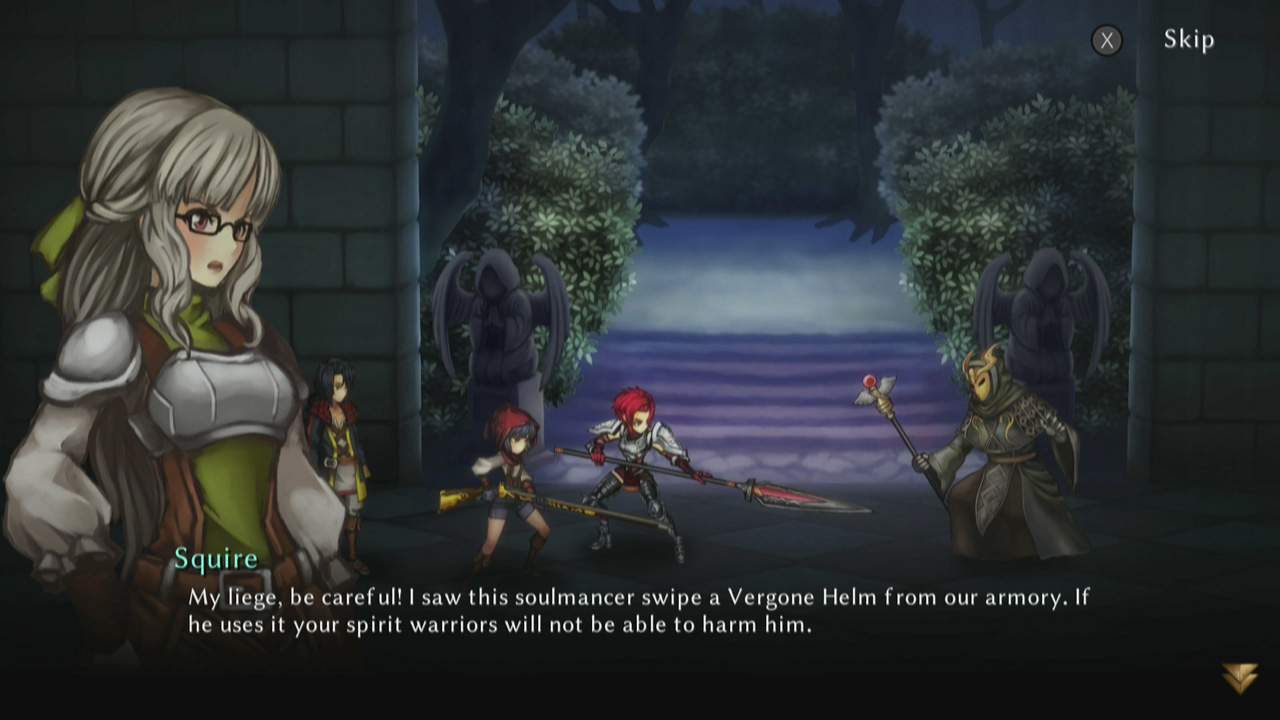 X Skip
Squire
My liege, be careful! I saw this soulmancer swipe a Vergone Helm from our armory. If
he uses it your spirit warriors will not be able to harm him.